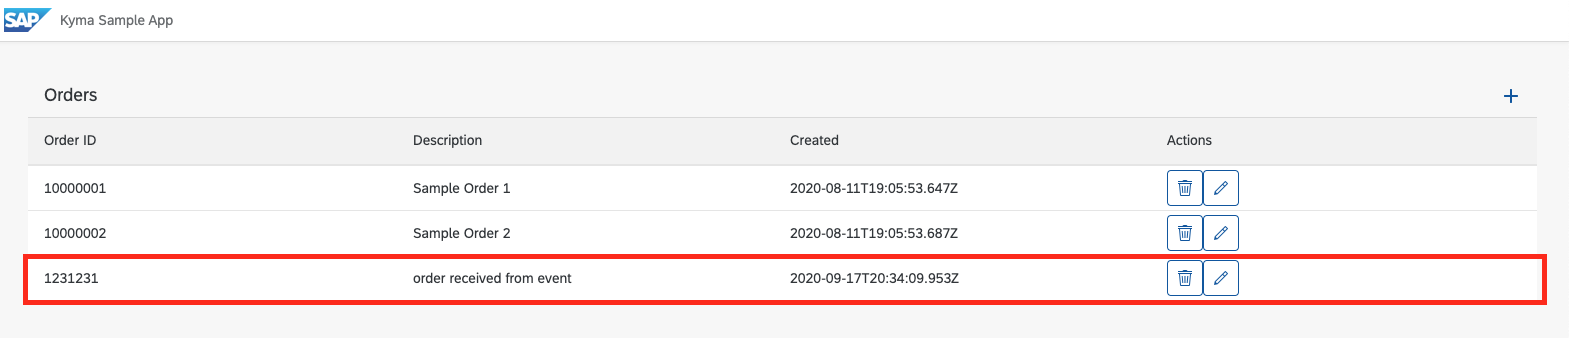 SAP Kyma Sample App
Orders
Order ID Description Created Actions
10000001 Sample Order 1 2020-08-11T19:05:53.647Z
10000002 Sample Order 2 2020-08-11T19:05:53.687Z
1231231 order received from event 2020-09-17T20:34:09.953Z